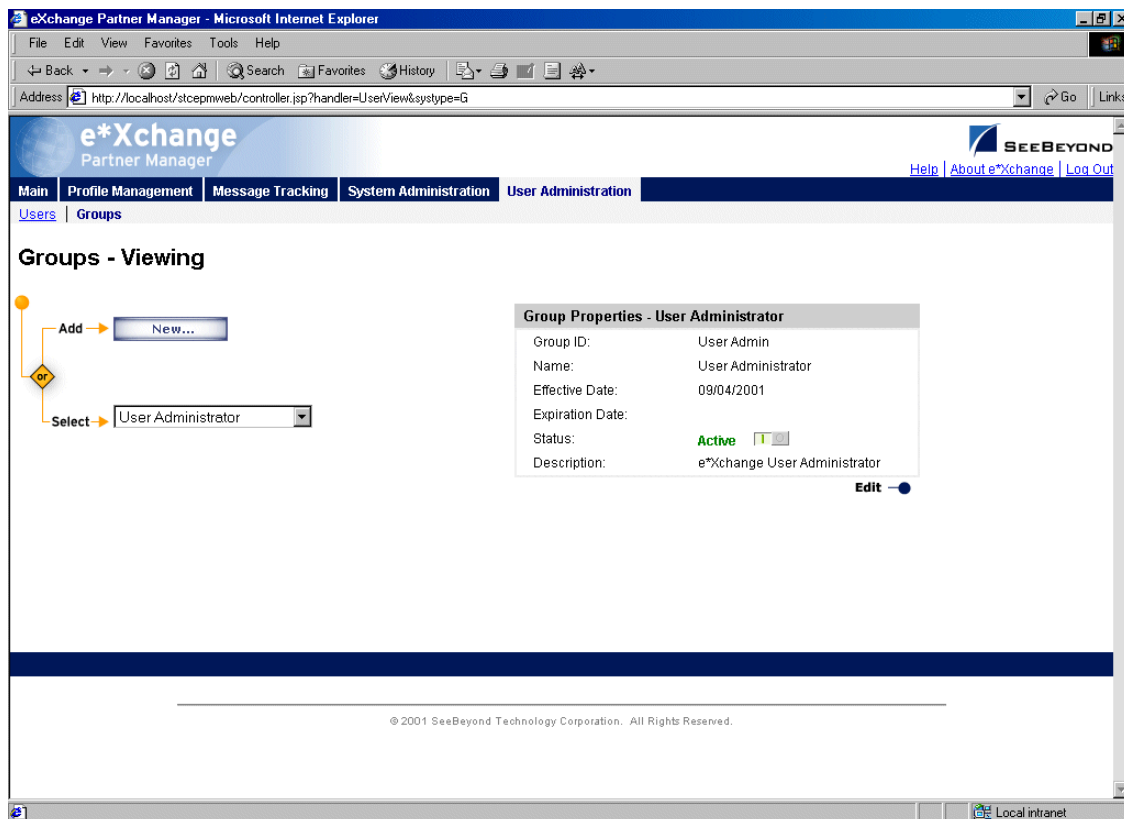 eXchange Partner Manager - Microsoft Internet Explorer
File Edit View Favorites Tools Help
Back Search Favorites History
Address http://localhost/stcepmweb/controller.jsp?handler=UserView&systype=G Go Links
e*Xchange
Partner Manager
SEEBEYOND
Help | About e*Xchange | Log Out
Main Profile Management Message Tracking System Administration User Administration
Users | Groups
Groups - Viewing
Add New...
or
Select User Administrator
Group Properties - User Administrator
Group ID: User Admin
Name: User Administrator
Effective Date: 09/04/2001
Expiration Date:
Status: Active
Description: e*Xchange User Administrator
Edit
© 2001 SeeBeyond Technology Corporation. All Rights Reserved.
Local intranet